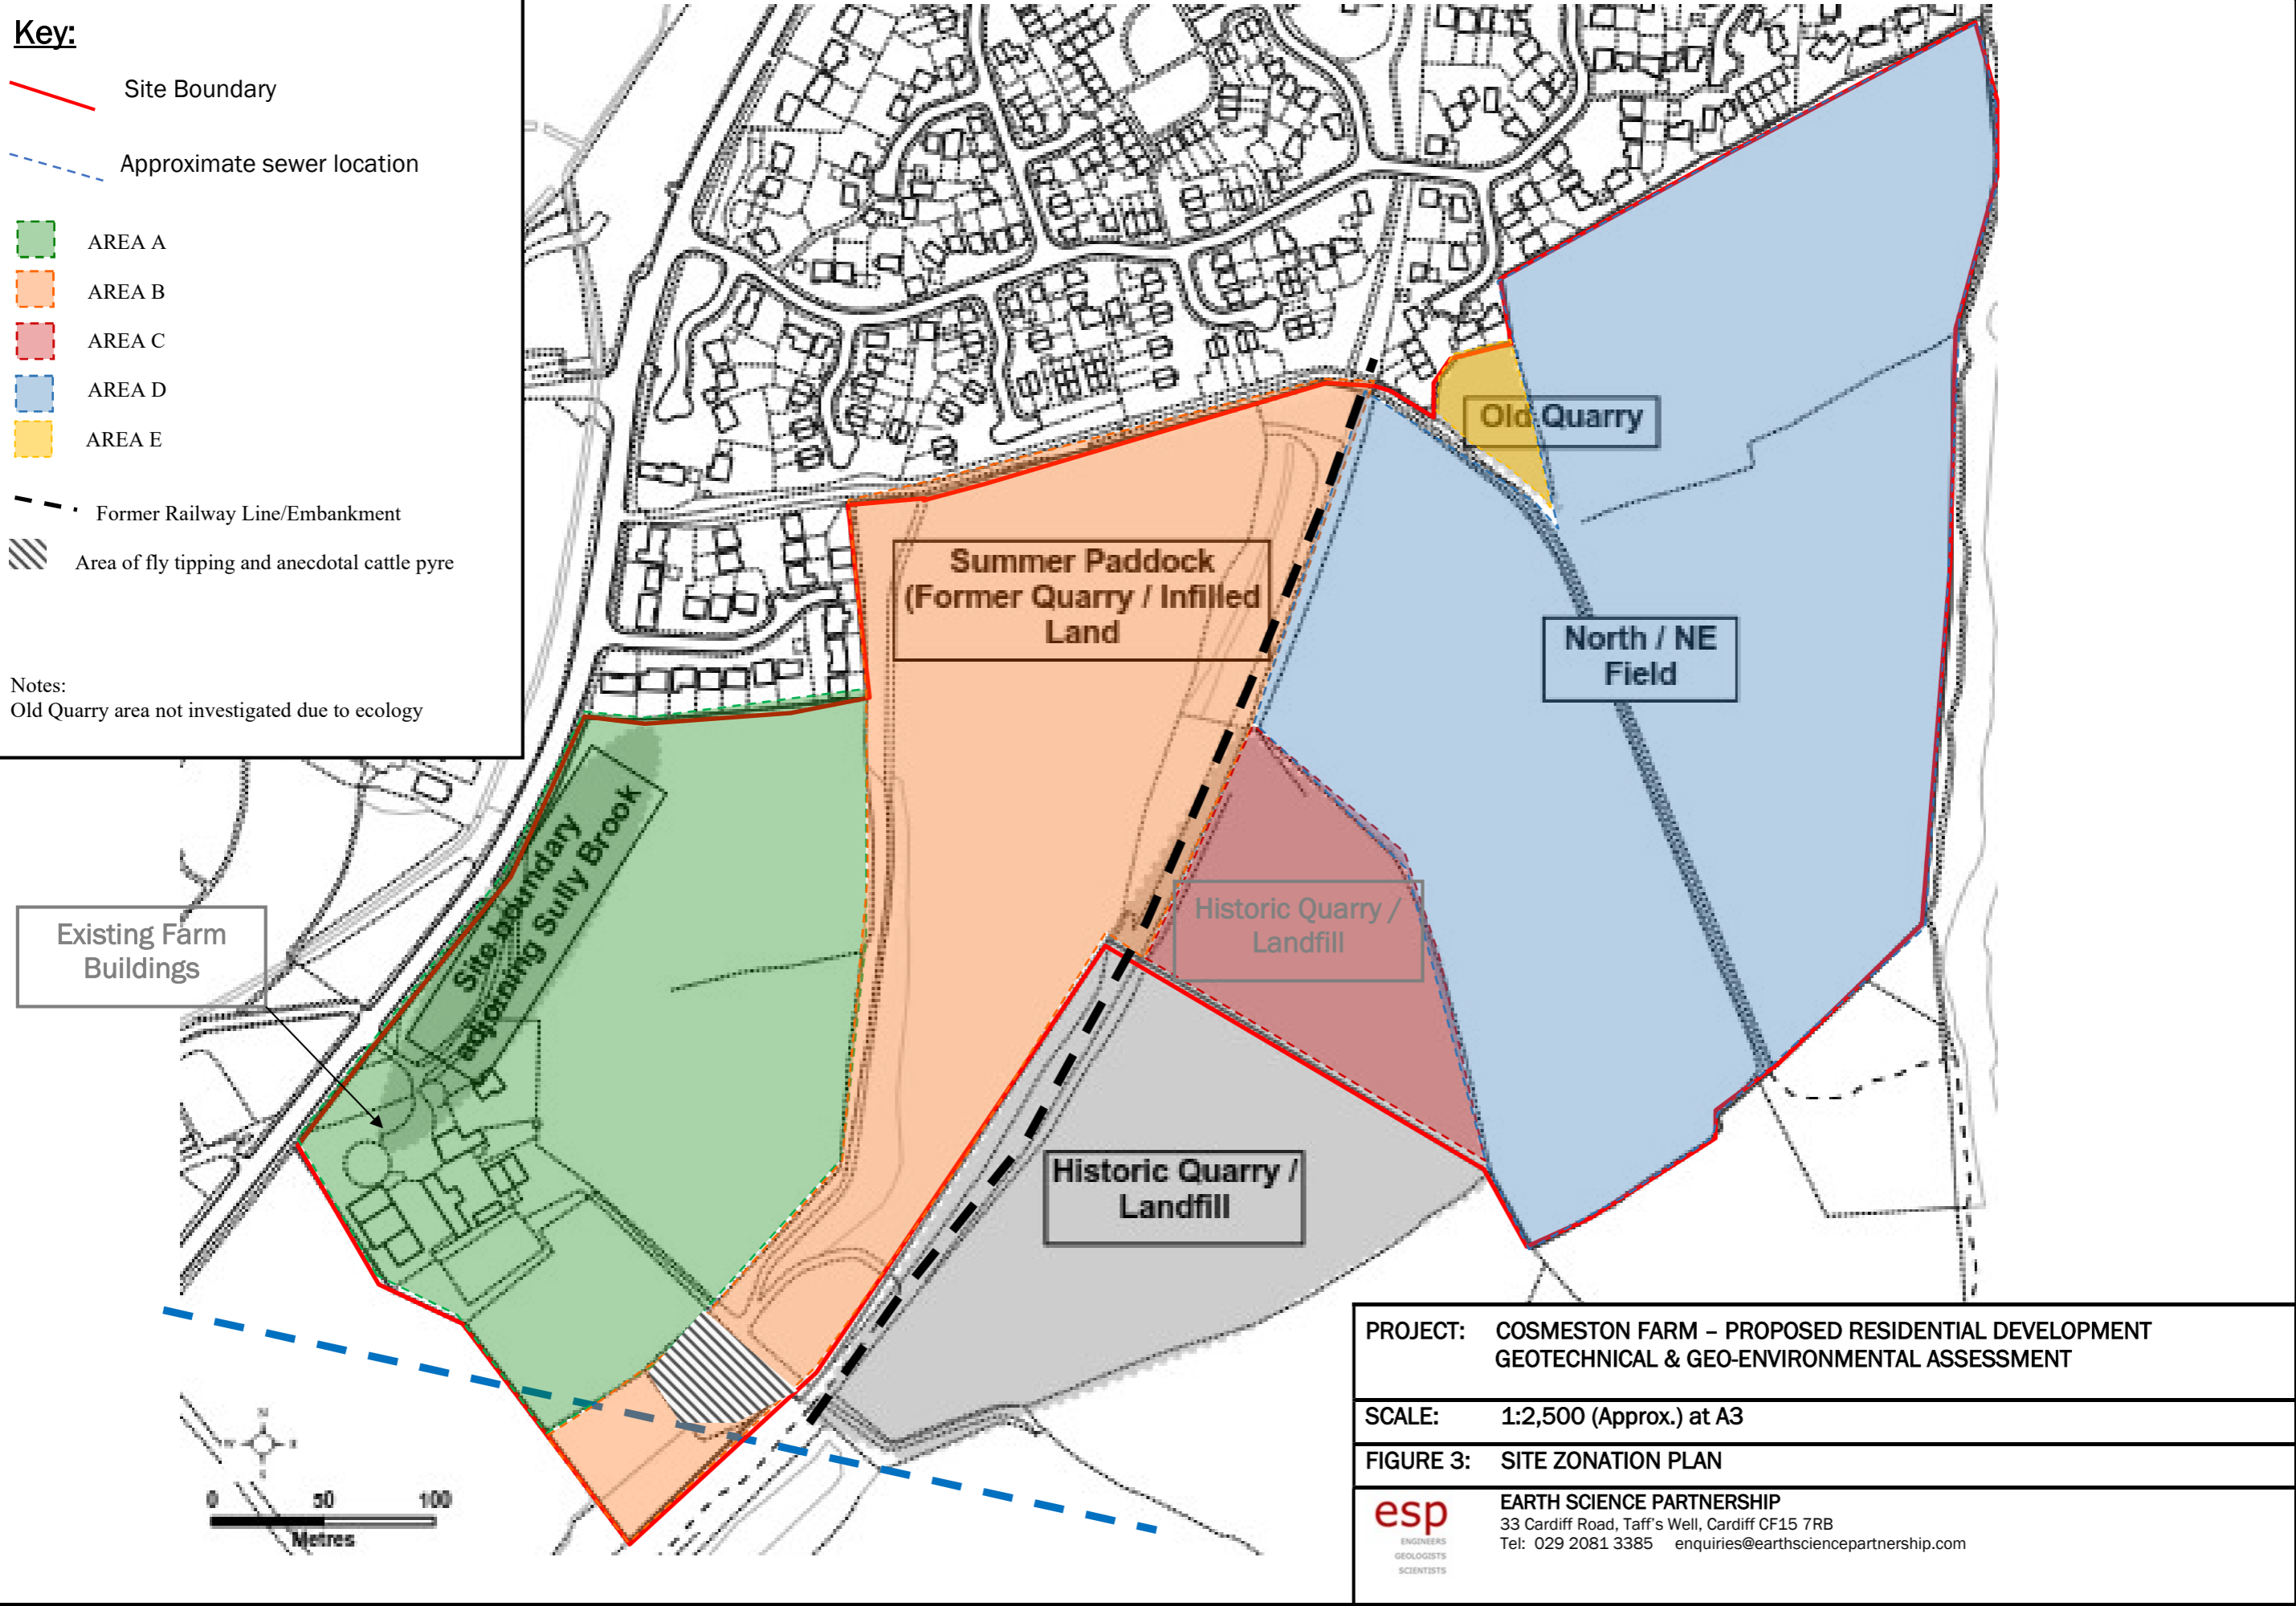 Key:
Site Boundary
Approximate sewer location
AREA A
AREA B
AREA C
AREA D
AREA E
Former Railway Line/Embankment
Area of fly tipping and anecdotal cattle pyre
Notes:
Old Quarry area not investigated due to ecology
Old Quarry
Summer Paddock
(Former Quarry / Infilled
Land
North / NE
Field
Site boundary
adjoining Sully Brook
Existing Farm
Buildings
Historic Quarry /
Landfill
Historic Quarry /
Landfill
N
W
E
S
0 50 100
Metres
PROJECT: COSMESTON FARM – PROPOSED RESIDENTIAL DEVELOPMENT
GEOTECHNICAL & GEO-ENVIRONMENTAL ASSESSMENT
SCALE: 1:2,500 (Approx.) at A3
FIGURE 3: SITE ZONATION PLAN
esp
ENGINEERS
GEOLOGISTS
SCIENTISTS
EARTH SCIENCE PARTNERSHIP
33 Cardiff Road, Taff's Well, Cardiff CF15 7RB
Tel: 029 2081 3385 enquiries@earthsciencepartnership.com